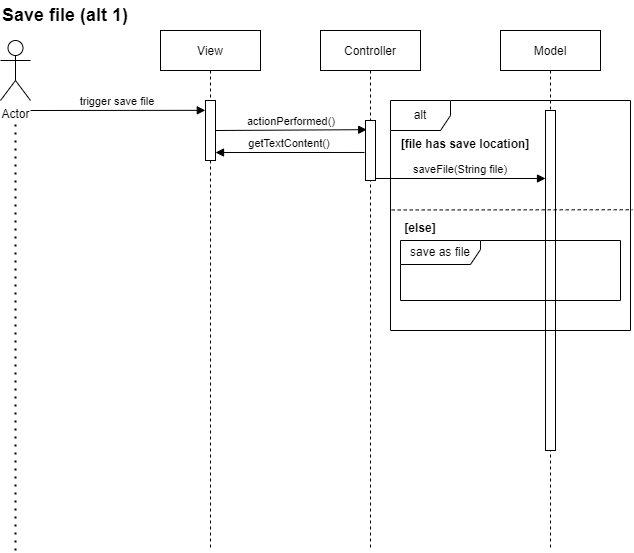 Save file (alt 1)
View
Controller
Model
trigger save file
Actor
actionPerformed()
alt
getTextContent()
[file has save location]
saveFile(String file)
[else]
save as file